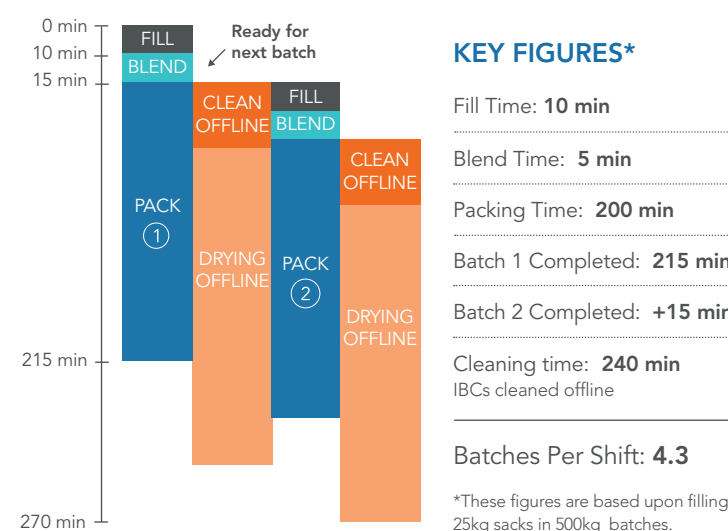 0 min
10 min
15 min
215 min
270 min
FILL
BLEND
PACK
1
Ready for
next batch
CLEAN
OFFLINE
DRYING
OFFLINE
FILL
BLEND
PACK
2
CLEAN
OFFLINE
DRYING
OFFLINE
KEY FIGURES*
Fill Time: 10 min
Blend Time: 5 min
Packing Time: 200 min
Batch 1 Completed: 215 min
Batch 2 Completed: +15 min
Cleaning time: 240 min
IBCs cleaned offline
Batches Per Shift: 4.3
*These figures are based upon filling
25kg sacks in 500kg batches.